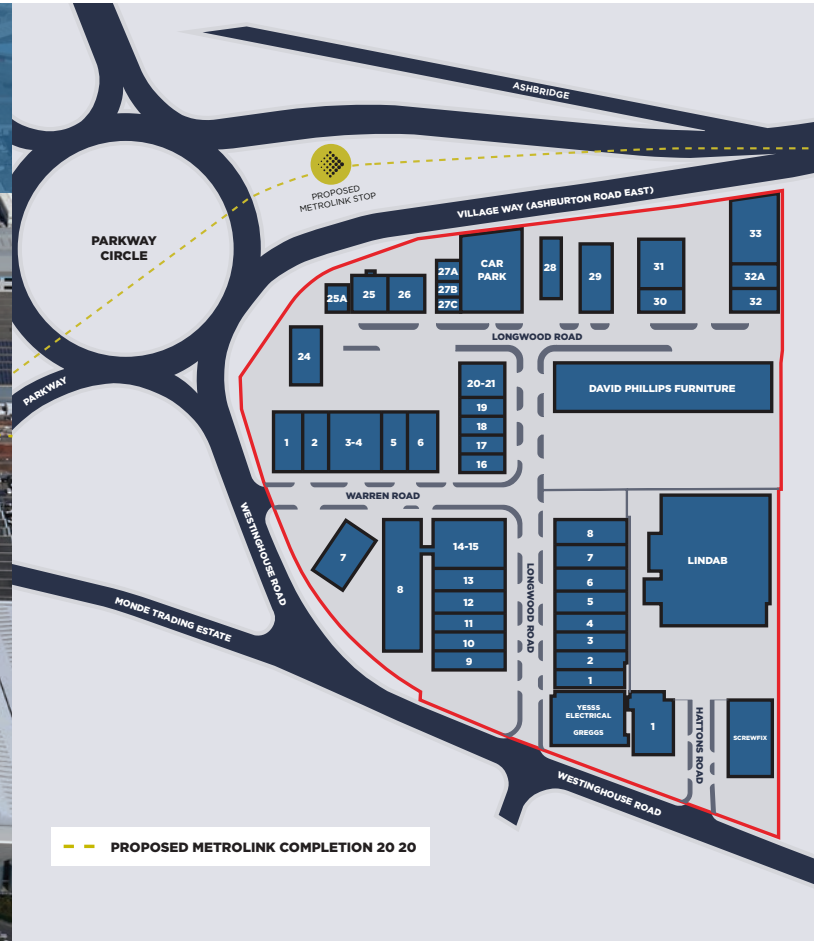 ASHBRIDGE
PROPOSED
METROLINK STOP
VILLAGE WAY (ASHBURTON ROAD EAST)
PARKWAY
CIRCLE
PARKWAY
33
32A
32
31
30
29
28
CAR
PARK
27A
27B
27C
26
25
25A
24
LONGWOOD ROAD
DAVID PHILLIPS FURNITURE
20-21
19
18
17
16
1
2
3-4
5
6
WARREN ROAD
WESTINGHOUSE ROAD
MONDE TRADING ESTATE
7
8
14-15
13
12
11
10
9
LONGWOOD ROAD
8
7
6
5
4
3
2
1
LINDAB
YESSS
ELECTRICAL
GREGGS
1
HATTONS ROAD
SCREWFIX
WESTINGHOUSE ROAD
PROPOSED METROLINK COMPLETION 20 20